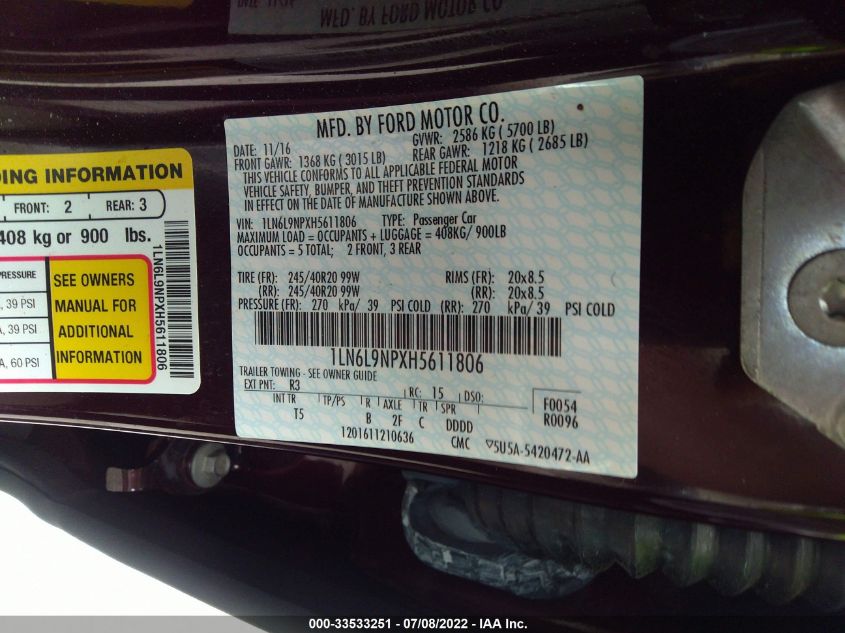 MFD. BY FORD MOTOR CO
DING INFORMATION
FRONT: 2 REAR: 3
408 kg or 900 lbs.
PRESSURE
, 39 PSI
A, 39 PSI
A, 60 PSI
SEE OWNERS
MANUAL FOR
ADDITIONAL
INFORMATION
1LN6L9NPXH5611806
MFD. BY FORD MOTOR CO.
DATE: 11/16 GVWR: 2586 KG ( 5700 LB)
FRONT GAWR: 1368 KG ( 3015 LB) REAR GAWR: 1218 KG ( 2685 LB)
THIS VEHICLE CONFORMS TO ALL APPLICABLE FEDERAL MOTOR
VEHICLE SAFETY, BUMPER, AND THEFT PREVENTION STANDARDS
IN EFFECT ON THE DATE OF MANUFACTURE SHOWN ABOVE.
VIN: 1LN6L9NPXH5611806 TYPE: Passenger Car
MAXIMUM LOAD = OCCUPANTS + LUGGAGE = 408KG/ 900LB
OCCUPANTS = 5 TOTAL; 2 FRONT, 3 REAR
TIRE (FR): 245/40R20 99W RIMS (FR): 20x8.5
(RR): 245/40R20 99W (RR): 20x8.5
PRESSURE (FR): 270 kPa/ 39 PSI COLD (RR): 270 kPa/ 39 PSI COLD
1LN6L9NPXH5611806
TRAILER TOWING - SEE OWNER GUIDE
EXT PNT: R3 RC: 15 DSO:
INT TR TP/PS R AXLE TR SPR F0054
T5 B 2F C DDDD R0096
1201611210636 CMC ▽5U5A-5420472-AA
000-33533251 - 07/08/2022 - IAA Inc.